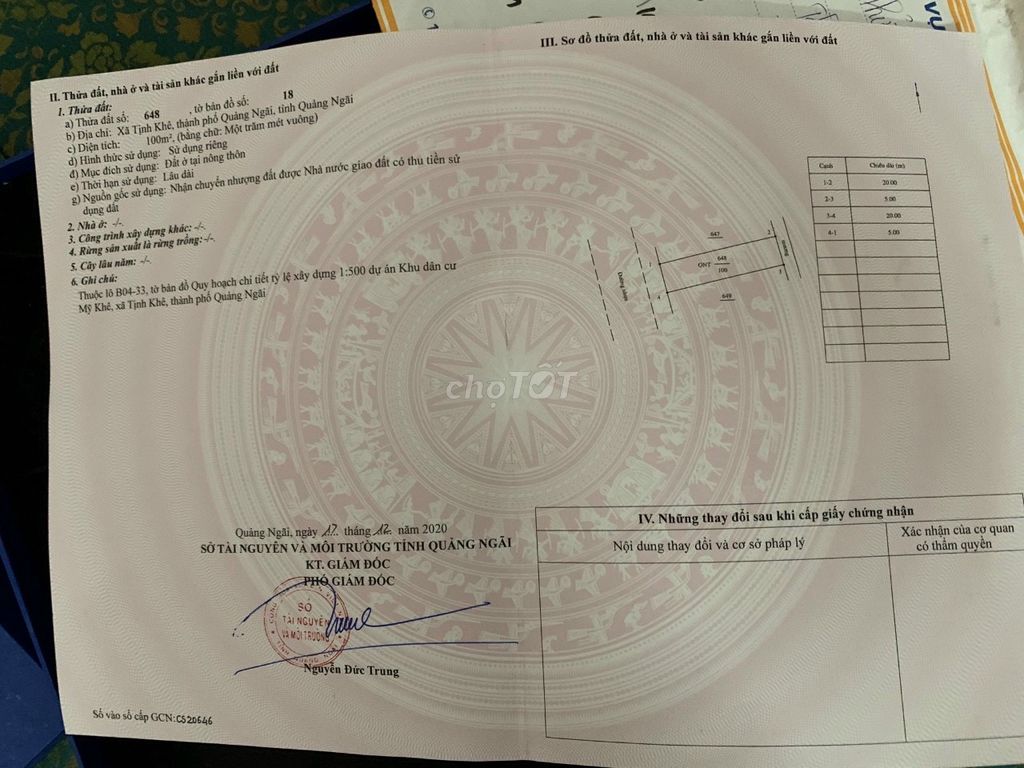 II. Thửa đất, nhà ở và tài sản khác gắn liền với đất
1. Thửa đất:
a) Thửa đất số: 648 , tờ bản đồ số: 18
b) Địa chỉ: Xã Tịnh Khê, thành phố Quảng Ngãi, tỉnh Quảng Ngãi
c) Diện tích: 100m², (bằng chữ: Một trăm mét vuông)
d) Hình thức sử dụng: Sử dụng riêng
đ) Mục đích sử dụng: Đất ở tại nông thôn
e) Thời hạn sử dụng: Lâu dài
g) Nguồn gốc sử dụng: Nhận chuyển nhượng đất được Nhà nước giao đất có thu tiền sử
dụng đất
2. Nhà ở: -/-.
3. Công trình xây dựng khác: -/-.
4. Rừng sản xuất là rừng trồng:-/-.
5. Cây lâu năm: -/-.
6. Ghi chú:
Thuộc lô B04-33, tờ bản đồ Quy hoạch chi tiết tỷ lệ xây dựng 1:500 dự án Khu dân cư
Mỹ Khê, xã Tịnh Khê, thành phố Quảng Ngãi
Quảng Ngãi, ngày 17 tháng 12 năm 2020
SỞ TÀI NGUYÊN VÀ MÔI TRƯỜNG TỈNH QUẢNG NGÃI
KT. GIÁM ĐỐC
PHÓ GIÁM ĐỐC
SỞ
TÀI NGUYÊN
VÀ MÔI TRƯỜNG
Nguyễn Đức Trung
Số vào sổ cấp GCN:CS20646
III. Sơ đồ thửa đất, nhà ở và tài sản khác gắn liền với đất
Cạnh Chiều dài (m)
1-2 20.00
2-3 5.00
3-4 20.00
4-1 5.00
647
1
2
3
4
ONT 648
100
649
Đường nhựa
chợTỐT
IV. Những thay đổi sau khi cấp giấy chứng nhận
Nội dung thay đổi và cơ sở pháp lý
Xác nhận của cơ quan
có thẩm quyền